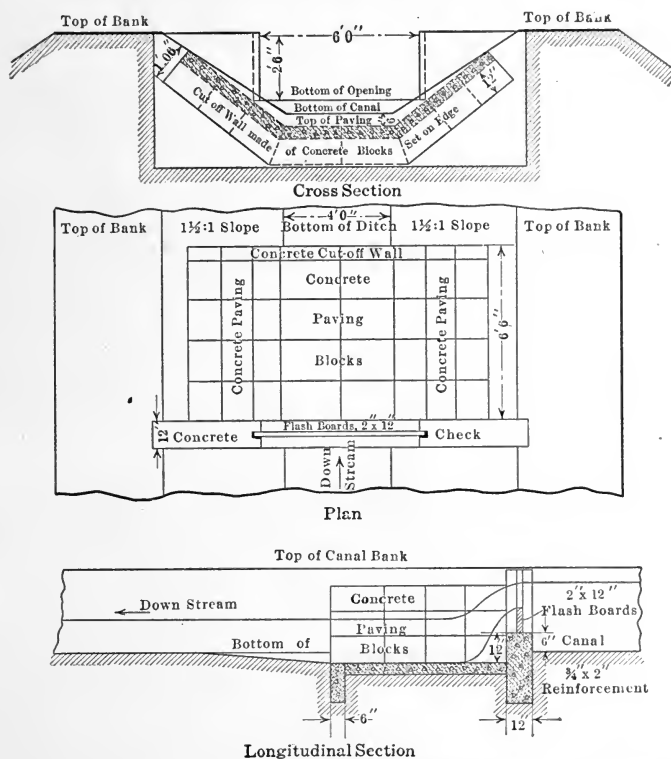 Top of Bank
Top of Bank
6′0″
2′6″
1.06″
12″
Bottom of Opening
Bottom of Canal
Top of Paving
6″
Cut off Wall made
of Concrete Blocks
Set on Edge
Cross Section
4′0″
Top of Bank
1½:1 Slope
Bottom of Ditch
1½:1 Slope
Top of Bank
Concrete Cut-off Wall
Concrete
Paving
Blocks
Concrete Paving
Concrete Paving
6′6″
12″
Flash Boards, 2″x 12″
Concrete
Check
Down
Stream
Plan
Top of Canal Bank
Down Stream
Concrete
Paving
Blocks
2″x 12″
Flash Boards
12″
6″
Canal
Bottom of
¾″x 2″
Reinforcement
6″
12″
Longitudinal Section